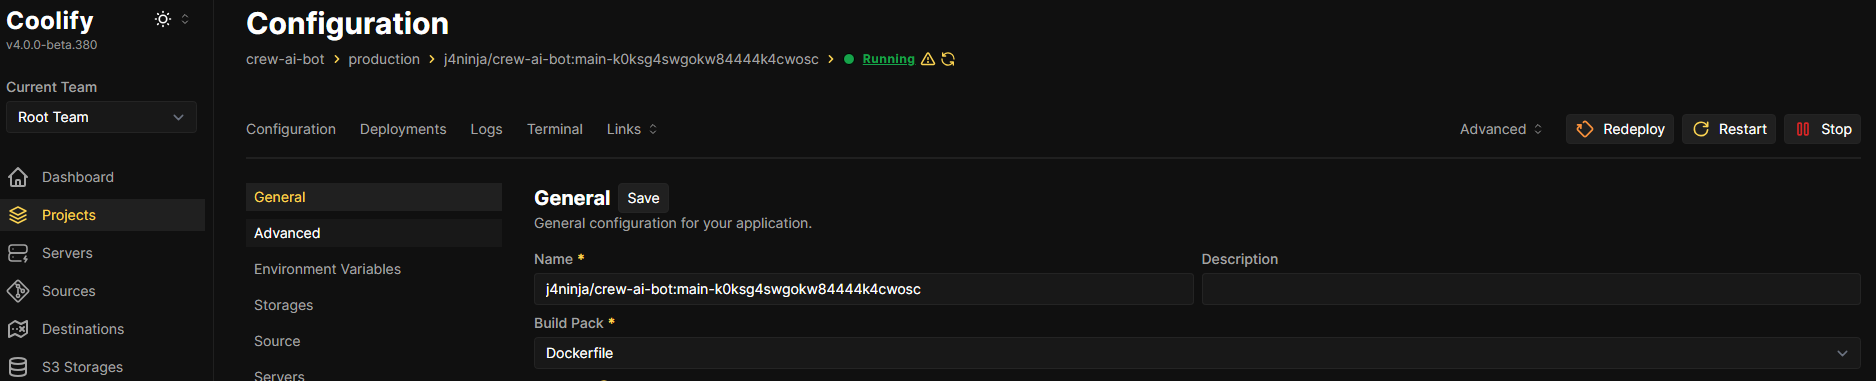 Coolify
v4.0.0-beta.380
Current Team
Root Team
Dashboard
Projects
Servers
Sources
Destinations
S3 Storages
Configuration
crew-ai-bot > production > j4ninja/crew-ai-bot:main-k0ksg4swgokw84444k4cwosc > Running
Configuration Deployments Logs Terminal Links Advanced Redeploy Restart Stop
General
Advanced
Environment Variables
Storages
Source
Servers
General Save
General configuration for your application.
Name * Description
j4ninja/crew-ai-bot:main-k0ksg4swgokw84444k4cwosc
Build Pack *
Dockerfile